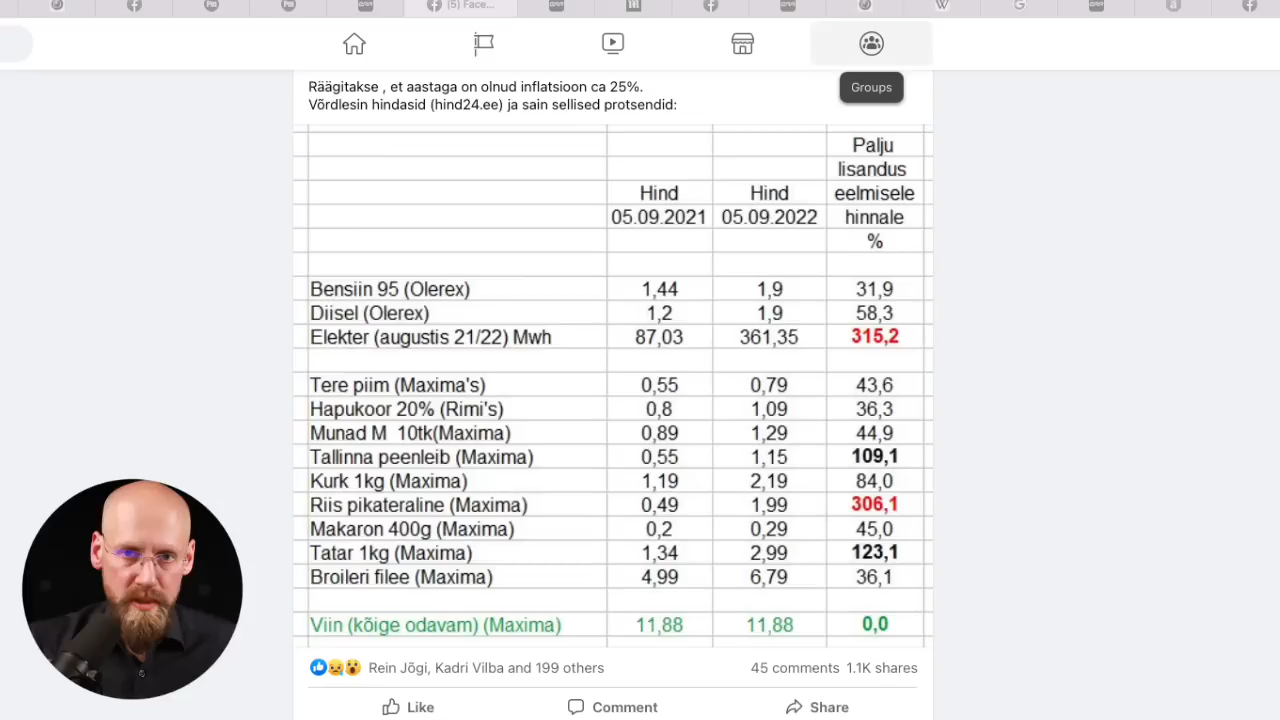 (5) Face...
Räägitakse , et aastaga on olnud inflatsioon ca 25%.
Võrdlesin hindasid (hind24.ee) ja sain sellised protsendid:
Groups
Palju
lisandus
Hind Hind eelmisele
05.09.2021 05.09.2022 hinnale
%
Bensiin 95 (Olerex) 1,44 1,9 31,9
Diisel (Olerex) 1,2 1,9 58,3
Elekter (augustis 21/22) Mwh 87,03 361,35 315,2
Tere piim (Maxima's) 0,55 0,79 43,6
Hapukoor 20% (Rimi's) 0,8 1,09 36,3
Munad M 10tk(Maxima) 0,89 1,29 44,9
Tallinna peenleib (Maxima) 0,55 1,15 109,1
Kurk 1kg (Maxima) 1,19 2,19 84,0
Riis pikateraline (Maxima) 0,49 1,99 306,1
Makaron 400g (Maxima) 0,2 0,29 45,0
Tatar 1kg (Maxima) 1,34 2,99 123,1
Broileri filee (Maxima) 4,99 6,79 36,1
Viin (kõige odavam) (Maxima) 11,88 11,88 0,0
Rein Jõgi, Kadri Vilba and 199 others 45 comments 1.1K shares
Like Comment Share